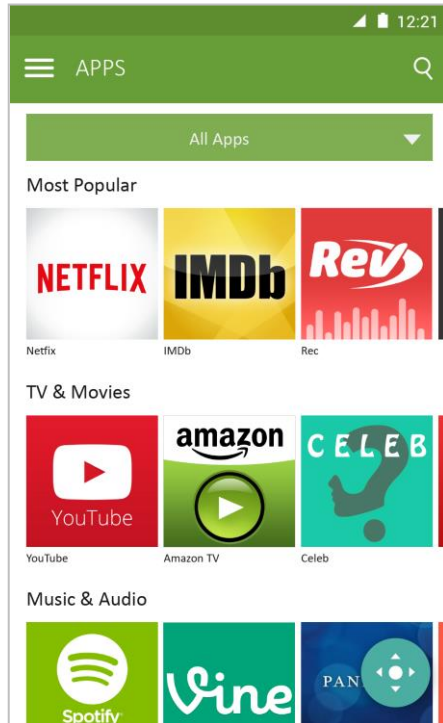 12:21
APPS
All Apps
Most Popular
NETFLIX
IMDb
Rev
Netfix
IMDb
Rec
TV & Movies
YouTube
amazon
CELEB
YouTube
Amazon TV
Celeb
Music & Audio
Spotify
Vine
PAN